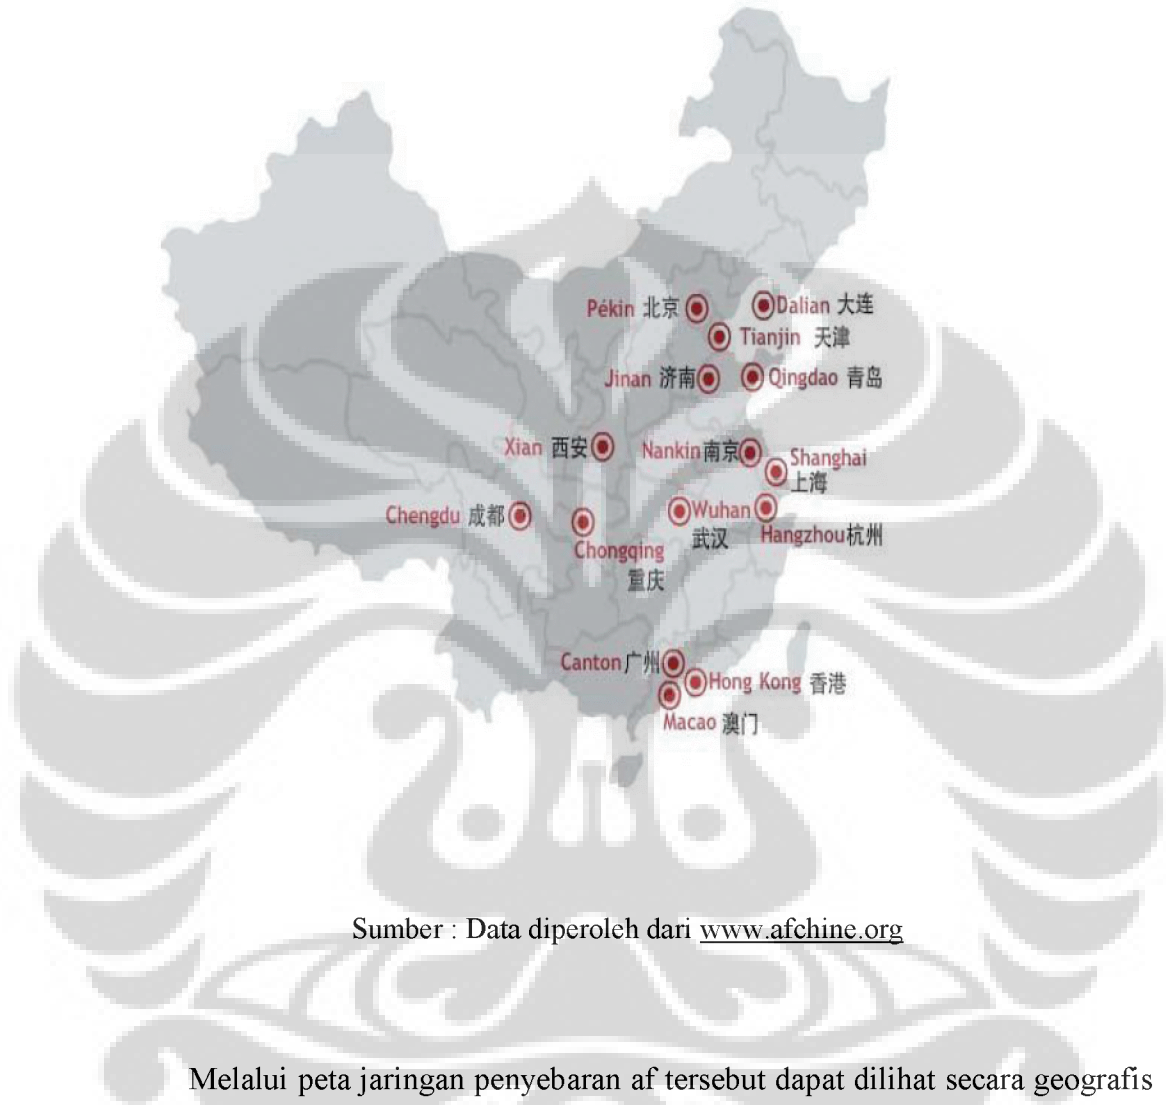 Pékin 北京
Dalian 大连
Tianjin 天津
Jinan 济南
Qingdao 青岛
Xian 西安
Nankin 南京
Shanghai
上海
Chengdu 成都
Chongqing
重庆
Wuhan
武汉
Hangzhou 杭州
Canton 广州
Hong Kong 香港
Macao 澳门
Sumber : Data diperoleh dari www.afchine.org
Melalui peta jaringan penyebaran af tersebut dapat dilihat secara geografis